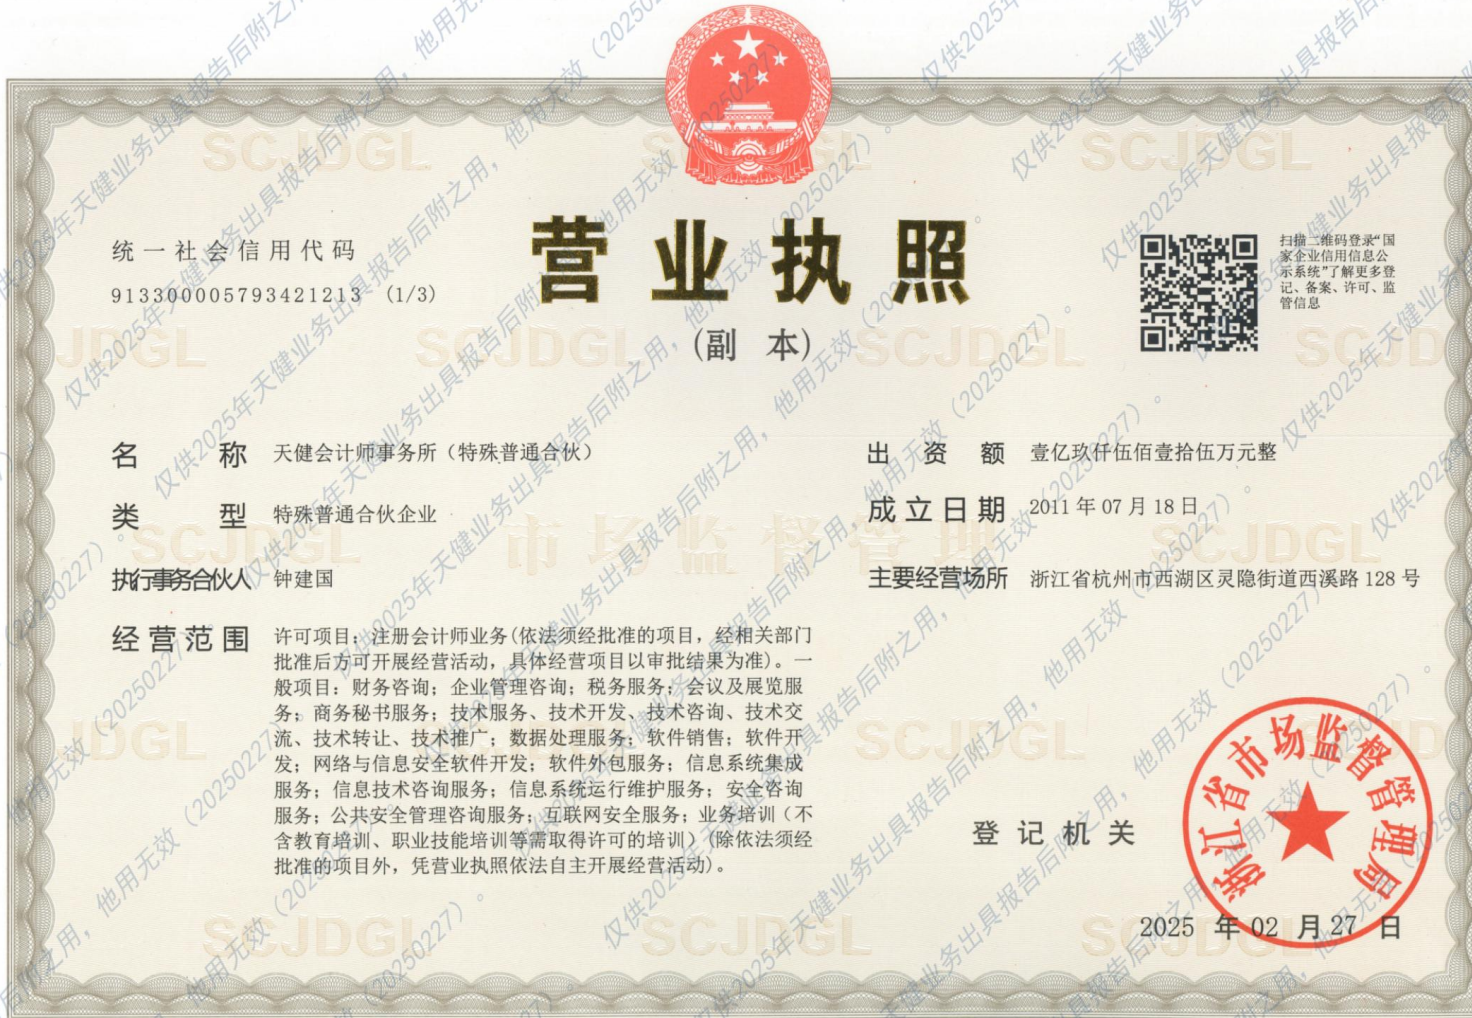 营业执照
(副 本)
统一社会信用代码
913300005793421213 (1/3)
扫描二维码登录“国
家企业信用信息公
示系统”了解更多登
记、备案、许可、监
管信息
名 称 天健会计师事务所（特殊普通合伙）
类 型 特殊普通合伙企业
执行事务合伙人 钟建国
经营范围 许可项目：注册会计师业务(依法须经批准的项目，经相关部门
批准后方可开展经营活动，具体经营项目以审批结果为准)。一
般项目：财务咨询；企业管理咨询；税务服务；会议及展览服
务；商务秘书服务；技术服务、技术开发、技术咨询、技术交
流、技术转让、技术推广；数据处理服务；软件销售；软件开
发；网络与信息安全软件开发；软件外包服务；信息系统集成
服务；信息技术咨询服务；信息系统运行维护服务；安全咨询
服务；公共安全管理咨询服务；互联网安全服务；业务培训（不
含教育培训、职业技能培训等需取得许可的培训）(除依法须经
批准的项目外，凭营业执照依法自主开展经营活动)。
出 资 额 壹亿玖仟伍佰壹拾伍万元整
成立日期 2011年07月18日
主要经营场所 浙江省杭州市西湖区灵隐街道西溪路128号
登记机关
浙江省市场监督管理局
2025 年 02 月 27 日
SCJDGL
市场监督管理
仅供2025年天健业务出具报告后附之用，他用无效（20250227）。